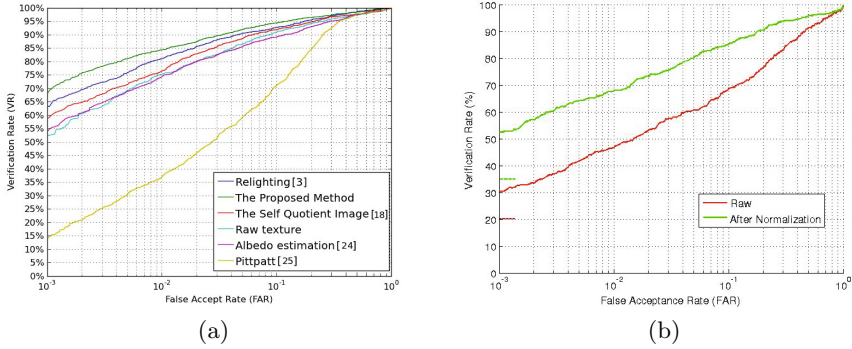 100%
95%
90%
85%
80%
75%
70%
65%
60%
55%
50%
45%
40%
35%
30%
25%
20%
15%
10%
5%
0%
Verification Rate (VR)
Relighting[3]
The Proposed Method
The Self Quotient Image[18]
Raw texture
Albedo estimation[24]
Pittpatt[25]
10⁻³ 10⁻² 10⁻¹ 10⁰
False Accept Rate (FAR)
(a)
100
90
80
70
60
50
40
30
20
10
0
Verification Rate (%)
Raw
After Normalization
10⁻³ 10⁻² 10⁻¹ 10⁰
False Acceptance Rate (FAR)
(b)